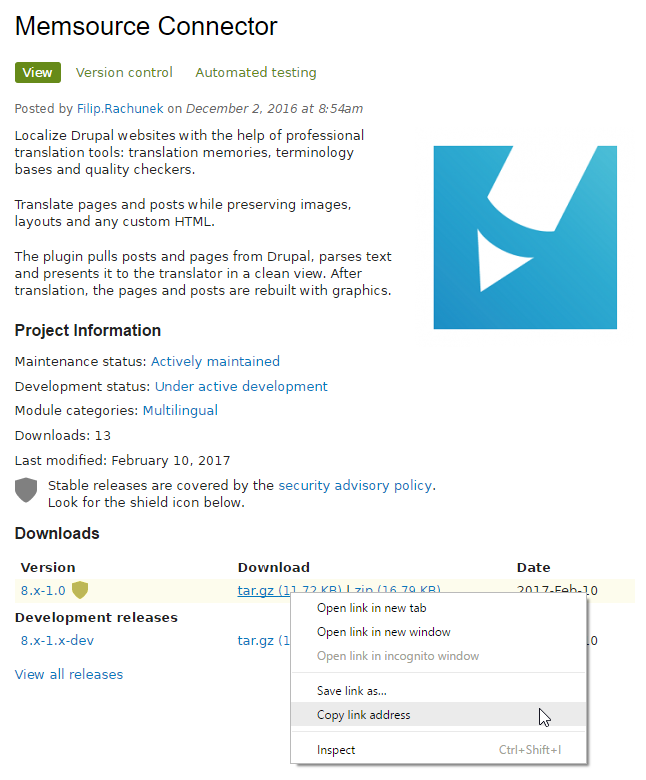 Memsource Connector
View Version control Automated testing
Posted by Filip.Rachunek on December 2, 2016 at 8:54am
Localize Drupal websites with the help of professional
translation tools: translation memories, terminology
bases and quality checkers.
Translate pages and posts while preserving images,
layouts and any custom HTML.
The plugin pulls posts and pages from Drupal, parses text
and presents it to the translator in a clean view. After
translation, the pages and posts are rebuilt with graphics.
Project Information
Maintenance status: Actively maintained
Development status: Under active development
Module categories: Multilingual
Downloads: 13
Last modified: February 10, 2017
Stable releases are covered by the security advisory policy.
Look for the shield icon below.
Downloads
Version Download Date
8.x-1.0 tar.gz (11.72 KB) | zip (16.79 KB) 2017-Feb-10
Open link in new tab
Development releases
Open link in new window
8.x-1.x-dev tar.gz (1 10
Open link in incognito window
View all releases
Save link as...
Copy link address
Inspect Ctrl+Shift+I